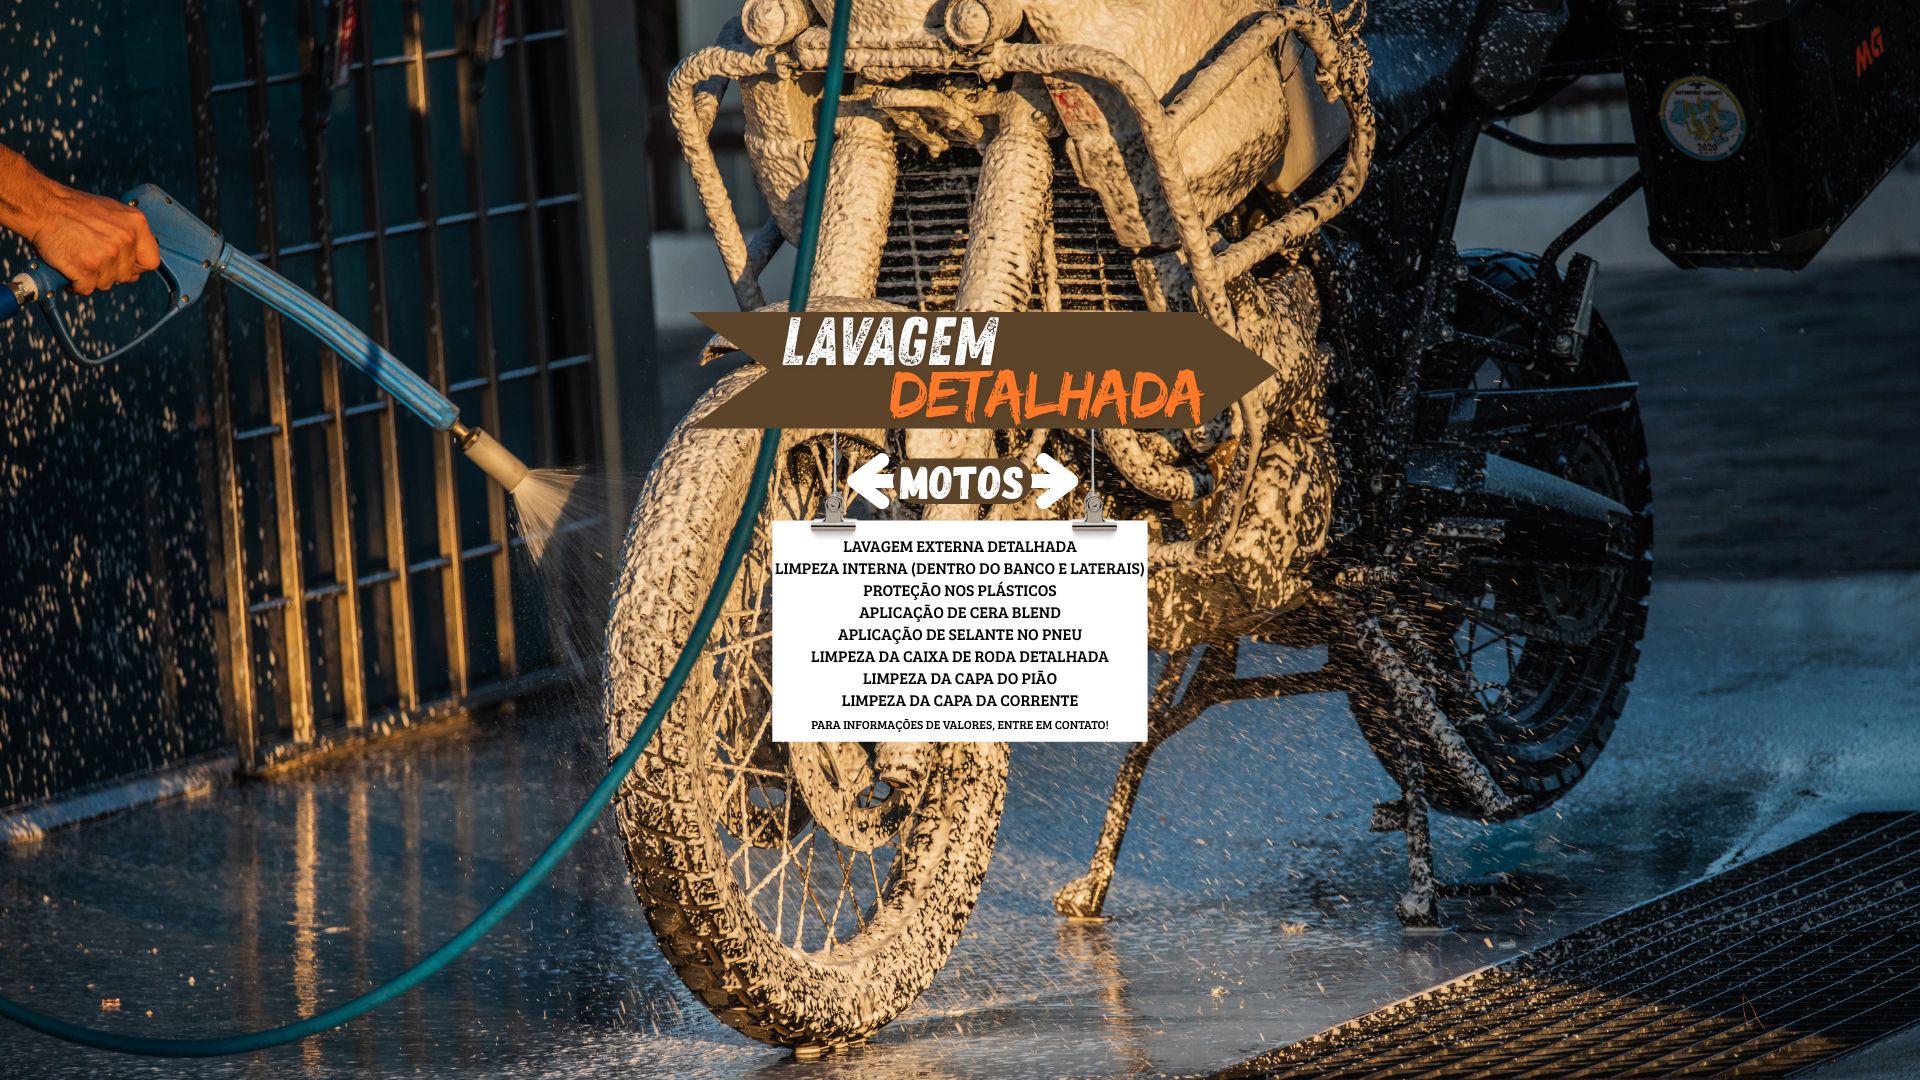 MG
2020
LAVAGEM
DETALHADA
MOTOS
LAVAGEM EXTERNA DETALHADA
LIMPEZA INTERNA (DENTRO DO BANCO E LATERAIS)
PROTEÇÃO NOS PLÁSTICOS
APLICAÇÃO DE CERA BLEND
APLICAÇÃO DE SELANTE NO PNEU
LIMPEZA DA CAIXA DE RODA DETALHADA
LIMPEZA DA CAPA DO PIÃO
LIMPEZA DA CAPA DA CORRENTE
PARA INFORMAÇÕES DE VALORES, ENTRE EM CONTATO!